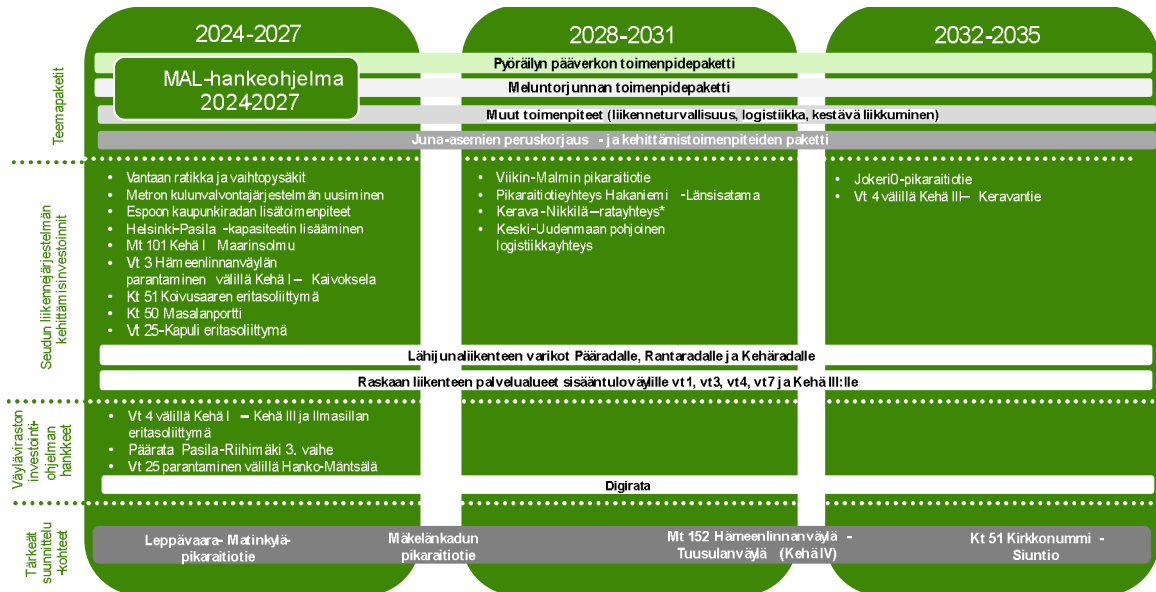 2024-2027
2028-2031
2032-2035
Teemapaketit
MAL-hankeohjelma
2024-2027
Pyöräilyn pääverkon toimenpidepaketti
Meluntorjunnan toimenpidepaketti
Muut toimenpiteet (liikenneturvallisuus, logistiikka, kestävä liikkuminen)
Juna-asemien peruskorjaus - ja kehittämistoimenpiteiden paketti
Seudun liikennejärjestelmän
kehittämisinvestoinnit
• Vantaan ratikka ja vaihtopysäkit
• Metron kulunvalvontajärjestelmän uusiminen
• Espoon kaupunkiradan lisätoimenpiteet
• Helsinki-Pasila -kapasiteetin lisääminen
• Mt 101 Kehä I Maarinsolmu
• Vt 3 Hämeenlinnanväylän
parantaminen välillä Kehä I – Kaivoksela
• Kt 51 Koivusaaren eritasoliittymä
• Kt 50 Masalanportti
• Vt 25-Kapuli eritasoliittymä
• Viikin-Malmin pikaraitiotie
• Pikaraitiotieyhteys Hakaniemi -Länsisatama
• Kerava-Nikkilä –ratayhteys*
• Keski-Uudenmaan pohjoinen
logistiikkayhteys
• Jokeri0-pikaraitiotie
• Vt 4 välillä Kehä III – Keravantie
Lähijunaliikenteen varikot Pääradalle, Rantaradalle ja Kehäradalle
Raskaan liikenteen palvelualueet sisääntuloväylille vt1, vt3, vt4, vt7 ja Kehä III:lle
Väyläviraston
investointi-
ohjelman
hankkeet
• Vt 4 välillä Kehä I – Kehä III ja Ilmasillan
eritasoliittymä
• Päärata Pasila-Riihimäki 3. vaihe
• Vt 25 parantaminen välillä Hanko-Mäntsälä
Digirata
Tärkeät
suunnittelu
-kohteet
Leppävaara- Matinkylä-
pikaraitiotie
Mäkelänkadun
pikaraitiotie
Mt 152 Hämeenlinnanväylä -
Tuusulanväylä (Kehä IV)
Kt 51 Kirkkonummi -
Siuntio